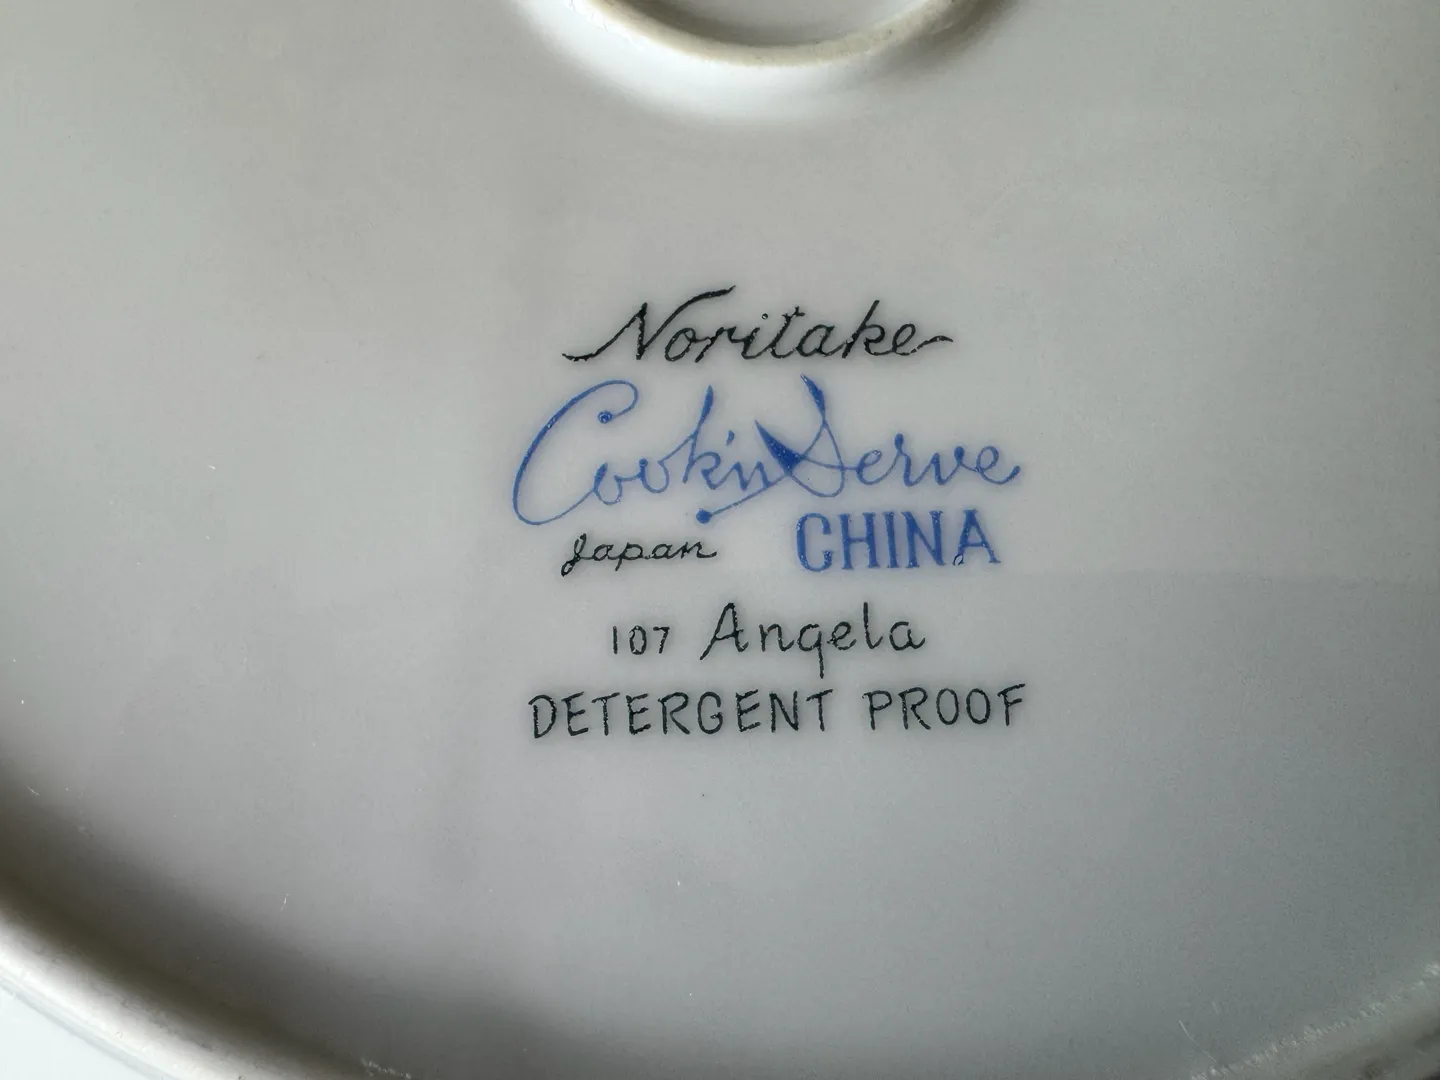 Noritake
Cook'n Serve
Japan CHINA
107 Angela
DETERGENT PROOF